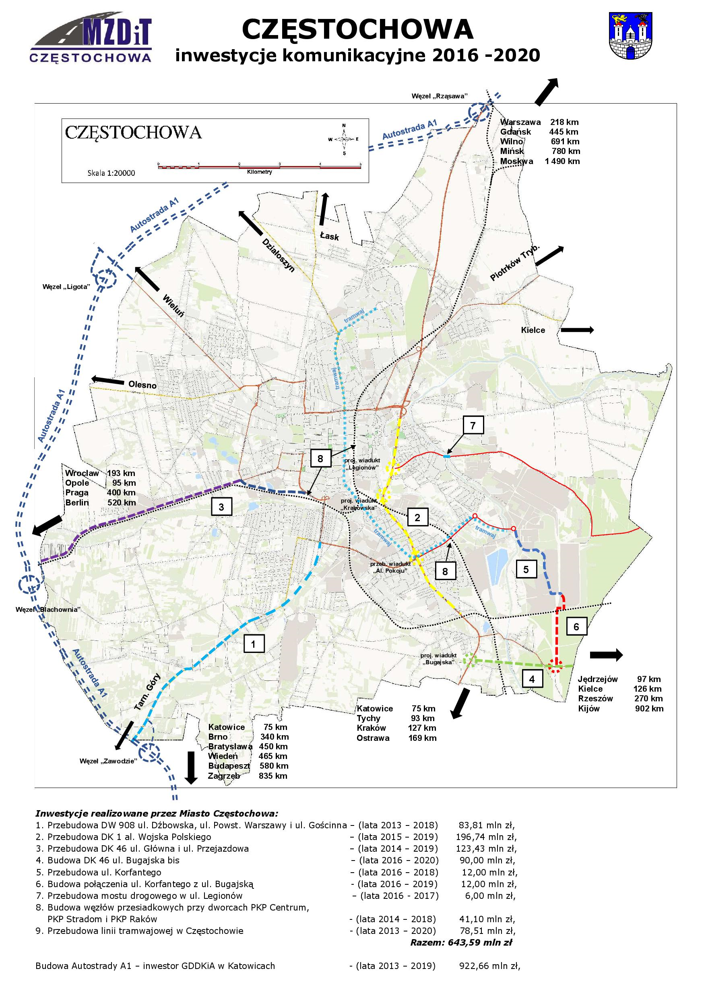 MZDiT
CZĘSTOCHOWA
CZĘSTOCHOWA
inwestycje komunikacyjne 2016 -2020
Węzeł „Rząsawa”
Autostrada A1
Warszawa 218 km
Gdańsk 445 km
Wilno 691 km
Mińsk 780 km
Moskwa 1 490 km
CZĘSTOCHOWA
N
W E
S
0 1 2 3 4 5
Kilometry
Skala 1:20000
Autostrada A1
Łask
Działoszyn
Piotrków Tryb.
Węzeł „Ligota”
Wieluń
tramwaj
Kielce
tramwaj
Olesno
Autostrada A1
7
8
proj. wiadukt
„Legionów”
Wrocław 193 km
Opole 95 km
Praga 400 km
Berlin 520 km
3
proj. wiadukt
„Krakowska”
2
tramwaj
tramwaj
przeb. wiadukt
„Al. Pokoju”
8
5
Węzeł „Blachownia”
6
1
Autostrada A1
proj. wiadukt
„Bugajska”
4
Tarn. Góry
Jędrzejów 97 km
Kielce 126 km
Rzeszów 270 km
Kijów 902 km
Katowice 75 km
Tychy 93 km
Kraków 127 km
Ostrawa 169 km
Katowice 75 km
Brno 340 km
Bratysława 450 km
Wiedeń 465 km
Budapeszt 580 km
Zagrzeb 835 km
Węzeł „Zawodzie”
Inwestycje realizowane przez Miasto Częstochowa:
1. Przebudowa DW 908 ul. Dźbowska, ul. Powst. Warszawy i ul. Gościnna – (lata 2013 – 2018) 83,81 mln zł,
2. Przebudowa DK 1 al. Wojska Polskiego – (lata 2015 – 2019) 196,74 mln zł,
3. Przebudowa DK 46 ul. Główna i ul. Przejazdowa – (lata 2014 – 2019) 123,43 mln zł,
4. Budowa DK 46 ul. Bugajska bis – (lata 2016 – 2020) 90,00 mln zł,
5. Przebudowa ul. Korfantego – (lata 2016 – 2018) 12,00 mln zł,
6. Budowa połączenia ul. Korfantego z ul. Bugajską - (lata 2016 – 2019) 12,00 mln zł,
7. Przebudowa mostu drogowego w ul. Legionów – (lata 2016 - 2017) 6,00 mln zł,
8. Budowa węzłów przesiadkowych przy dworcach PKP Centrum,
PKP Stradom i PKP Raków - (lata 2014 – 2018) 41,10 mln zł,
9. Przebudowa linii tramwajowej w Częstochowie - (lata 2013 – 2020) 78,51 mln zł,
Razem: 643,59 mln zł
Budowa Autostrady A1 – inwestor GDDKiA w Katowicach - (lata 2013 – 2019) 922,66 mln zł,